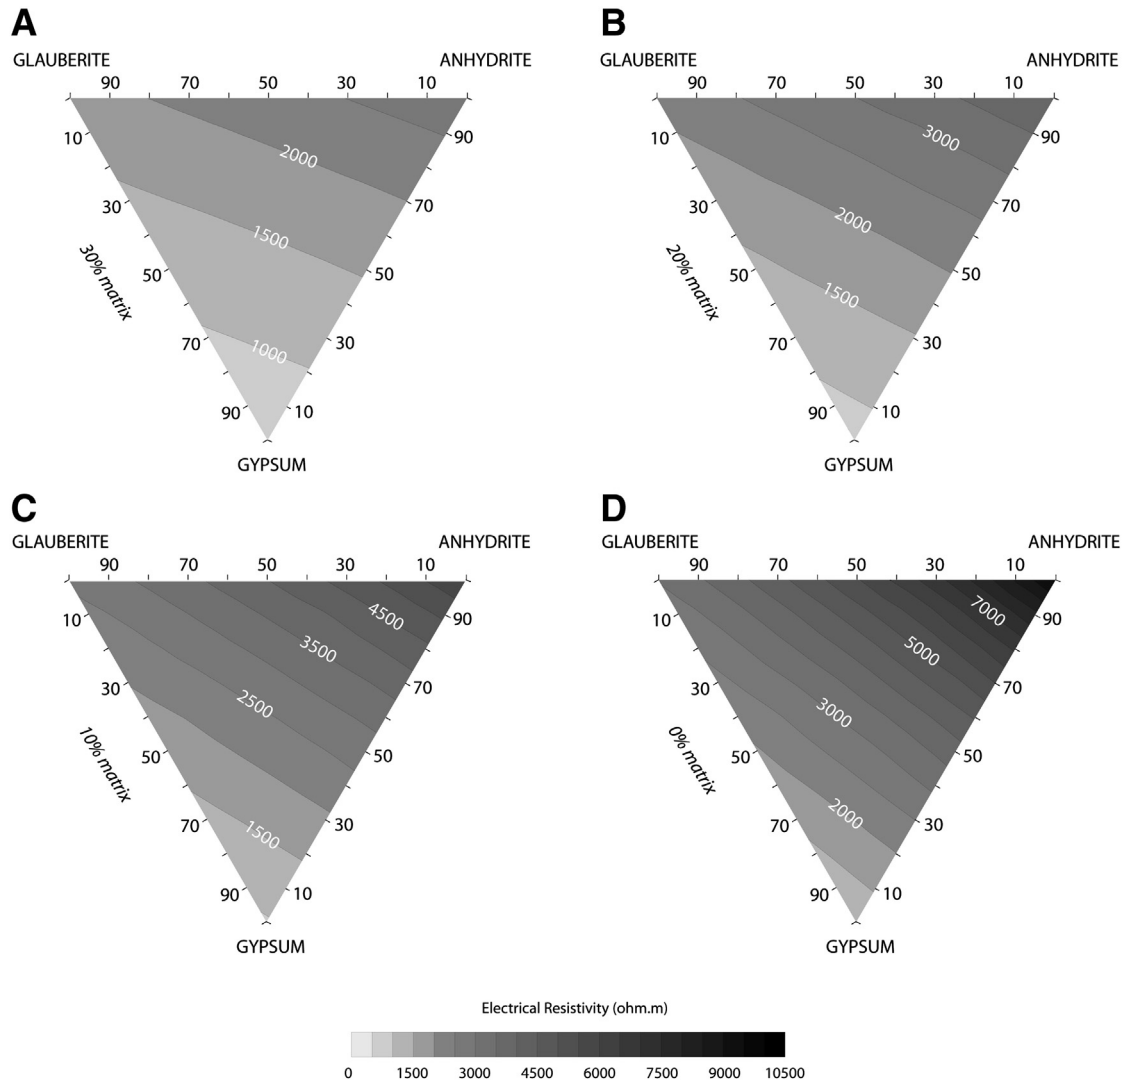 A B
GLAUBERITE ANHYDRITE GLAUBERITE ANHYDRITE
90 70 50 30 10 90 70 50 30 10
10 90 10 90
3000
2000
30 70 30 70
2000
1500
30% matrix 50 50 20% matrix 50 50
1500
70 30 70 30
1000
90 10 90 10
GYPSUM GYPSUM
C D
GLAUBERITE ANHYDRITE GLAUBERITE ANHYDRITE
90 70 50 30 10 90 70 50 30 10
10 4500 90 10 7000 90
3500 5000
30 70 30 70
2500 3000
10% matrix 50 50 0% matrix 50 50
2000
70 1500 30 70 30
90 10 90 10
GYPSUM GYPSUM
Electrical Resistivity (ohm.m)
0 1500 3000 4500 6000 7500 9000 10500